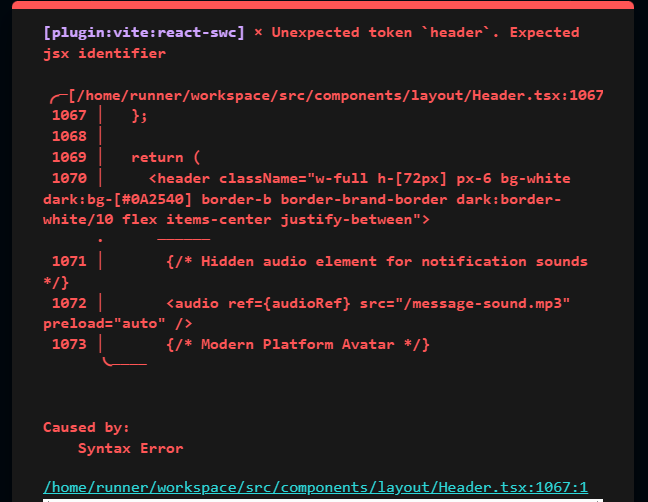 [plugin:vite:react-swc] × Unexpected token `header`. Expected
jsx identifier
╭─[/home/runner/workspace/src/components/layout/Header.tsx:1067
1067 │   };
1068 │
1069 │   return (
1070 │     <header className="w-full h-[72px] px-6 bg-white
dark:bg-[#0A2540] border-b border-brand-border dark:border-
white/10 flex items-center justify-between">
·      ──────
1071 │       {/* Hidden audio element for notification sounds
*/}
1072 │       <audio ref={audioRef} src="/message-sound.mp3"
preload="auto" />
1073 │       {/* Modern Platform Avatar */}
╰────
Caused by:
    Syntax Error
/home/runner/workspace/src/components/layout/Header.tsx:1067:1